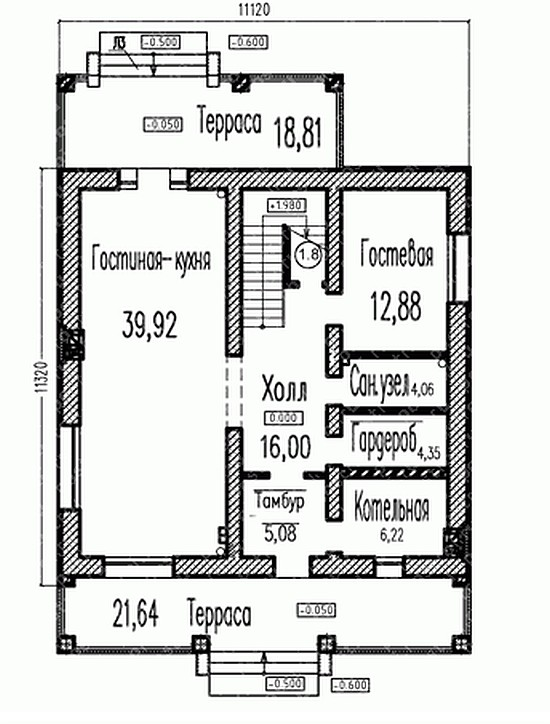 11120
ЛЗ
-0.500
-0.600
-0.050
Терраса 18,81
+1.980
1.8
Гостиная-кухня
39,92
Гостевая
12,88
11320
Холл
0.000
16,00
Сан.узел 4,06
Гардероб 4,35
Тамбур
5,08
Котельная
6,22
21,64 Терраса
-0.050
-0.500
-0.600